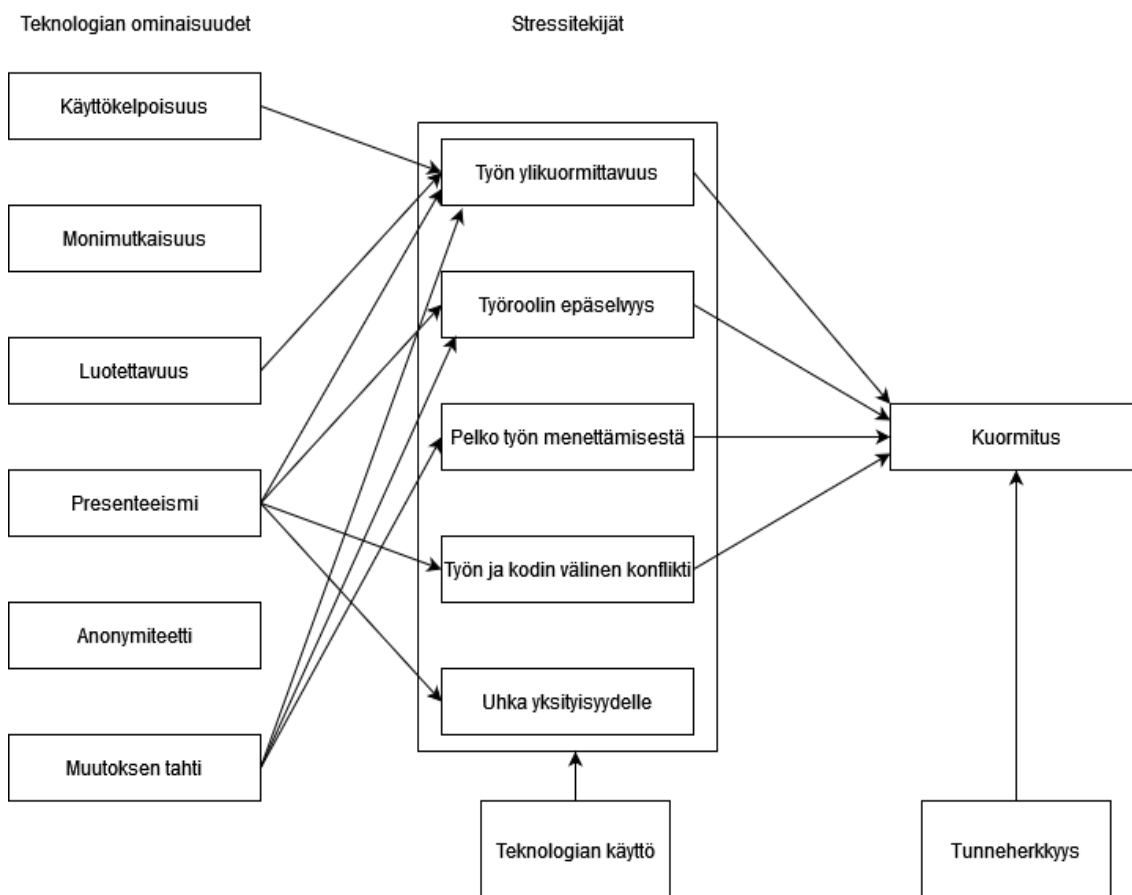 Teknologian ominaisuudet
Stressitekijät
Käyttökelpoisuus
Monimutkaisuus
Luotettavuus
Presenteeismi
Anonymiteetti
Muutoksen tahti
Työn ylikuormittavuus
Työroolin epäselvyys
Pelko työn menettämisestä
Työn ja kodin välinen konflikti
Uhka yksityisyydelle
Teknologian käyttö
Kuormitus
Tunneherkkyys